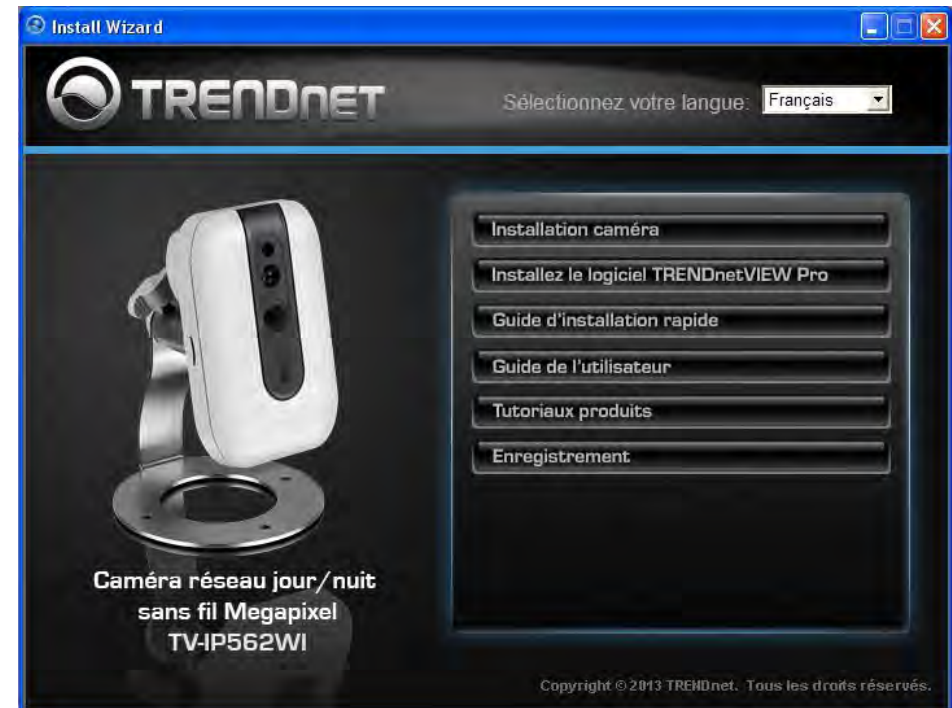 Install Wizard
TRENDNET
Sélectionnez votre langue: Français
Installation caméra
Installez le logiciel TRENDnetVIEW Pro
Guide d'installation rapide
Guide de l'utilisateur
Tutoriaux produits
Enregistrement
Caméra réseau jour/nuit
sans fil Megapixel
TV-IP562WI
Copyright © 2013 TRENDnet. Tous les droits réservés.